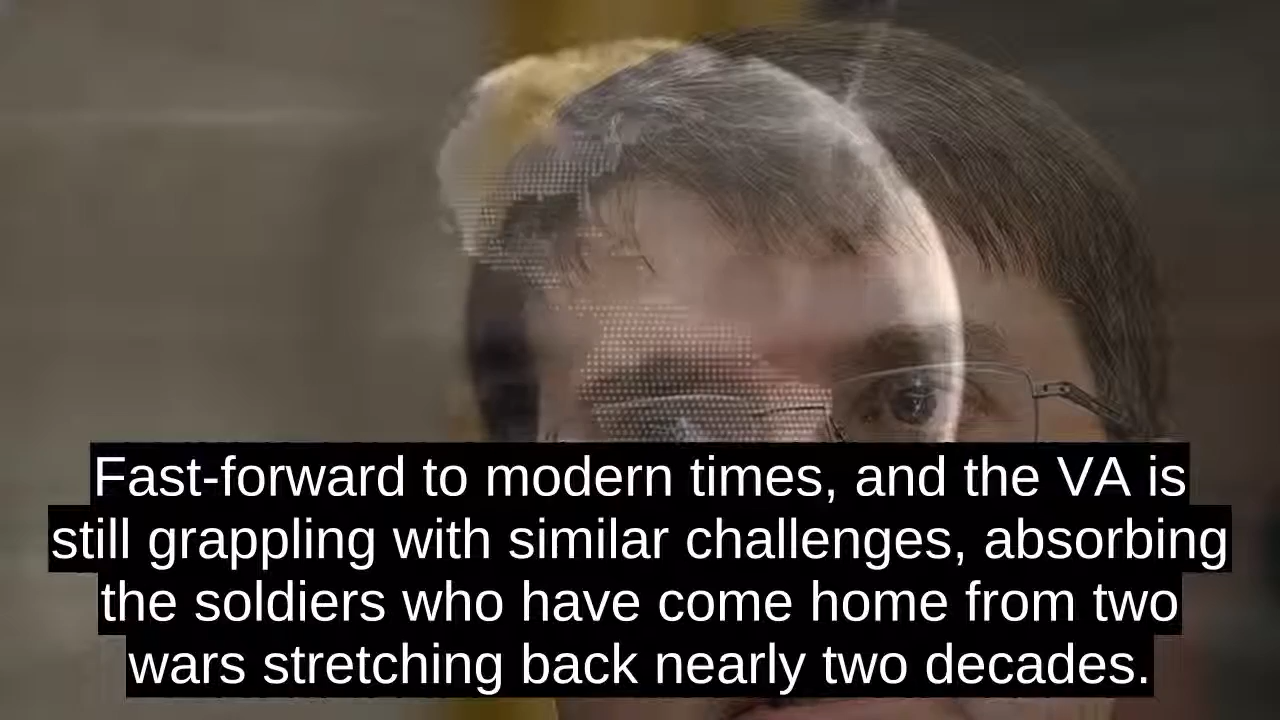 Fast-forward to modern times, and the VA is
still grappling with similar challenges, absorbing
the soldiers who have come home from two
wars stretching back nearly two decades.